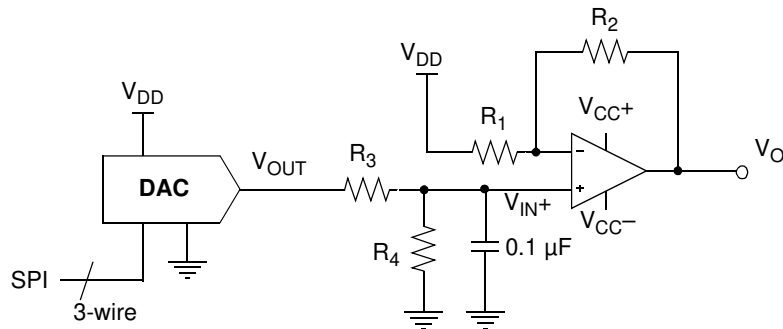 R2
VDD
R1
VCC+
VDD
VO
R3
VOUT
DAC
–
+
VIN+
VCC–
R4
0.1 µF
SPI
3-wire